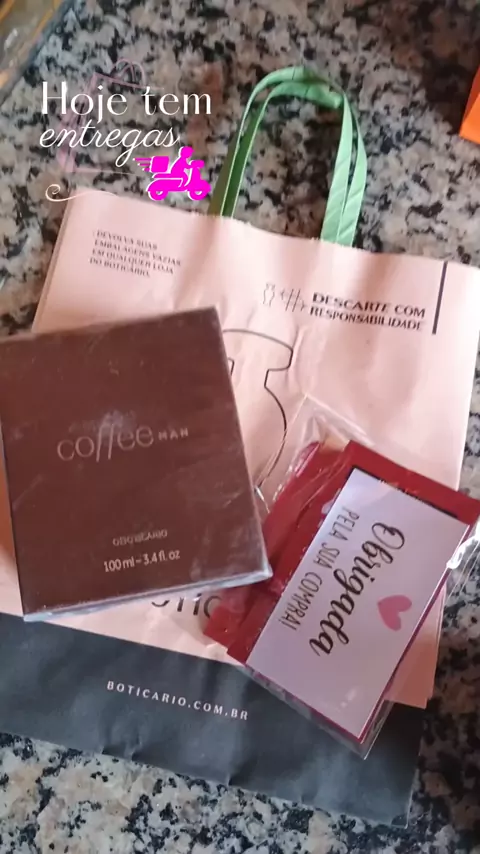 Hoje tem
entregas
DEVOLVA SUAS
EMBALAGENS VAZIAS
EM QUALQUER LOJA
DO BOTICÁRIO.
DESCARTE COM
RESPONSABILIDADE
coffee MAN
O BOTICÁRIO
100 ml - 3.4 fl. oz
Obrigada
PELA SUA COMPRA!
BOTICARIO.COM.BR